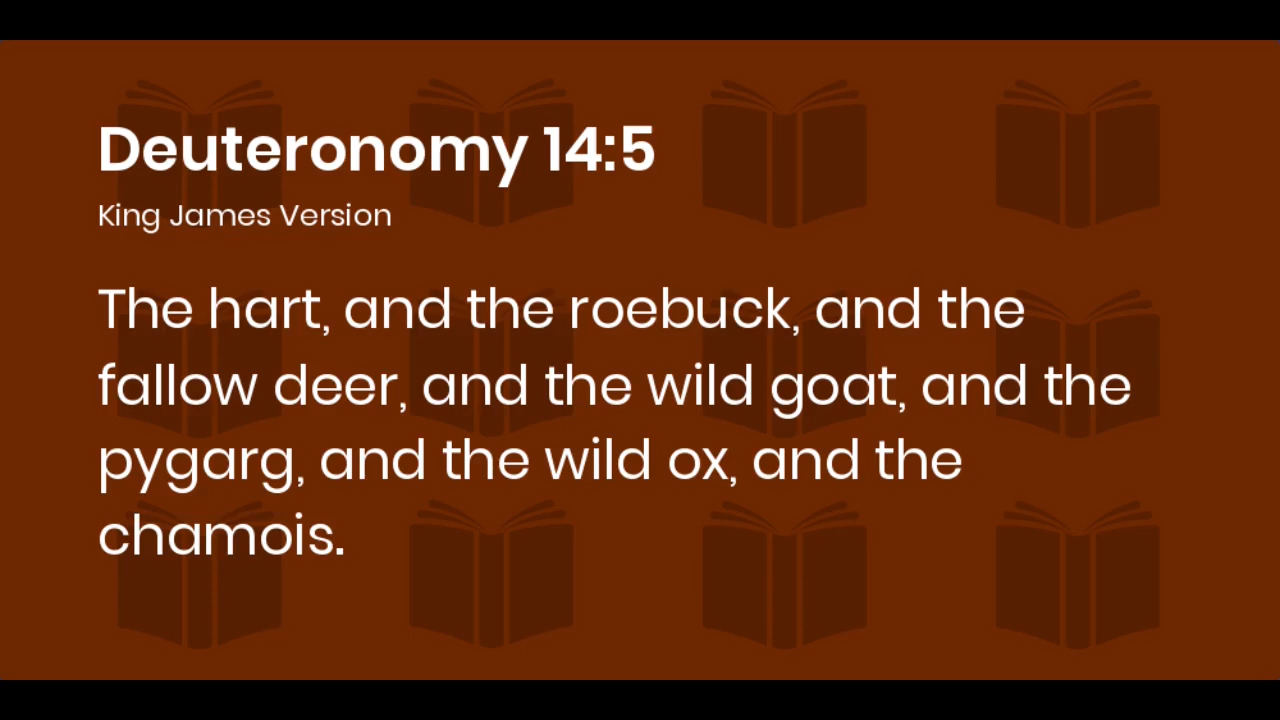 Deuteronomy 14:5
King James Version
The hart, and the roebuck, and the
fallow deer, and the wild goat, and the
pygarg, and the wild ox, and the
chamois.